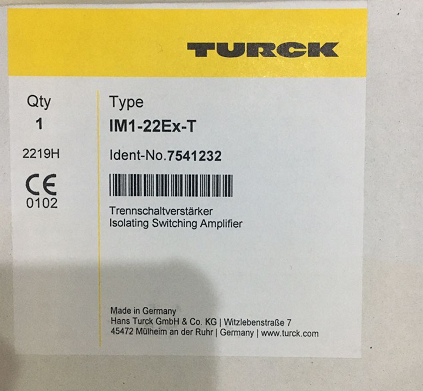 TURCK
Qty
1
2219H
CE
0102
Type
IM1-22Ex-T
Ident-No.7541232
Trennschaltverstärker
Isolating Switching Amplifier
Made in Germany
Hans Turck GmbH & Co. KG | Witzlebenstraße 7
45472 Mülheim an der Ruhr | Germany | www.turck.com